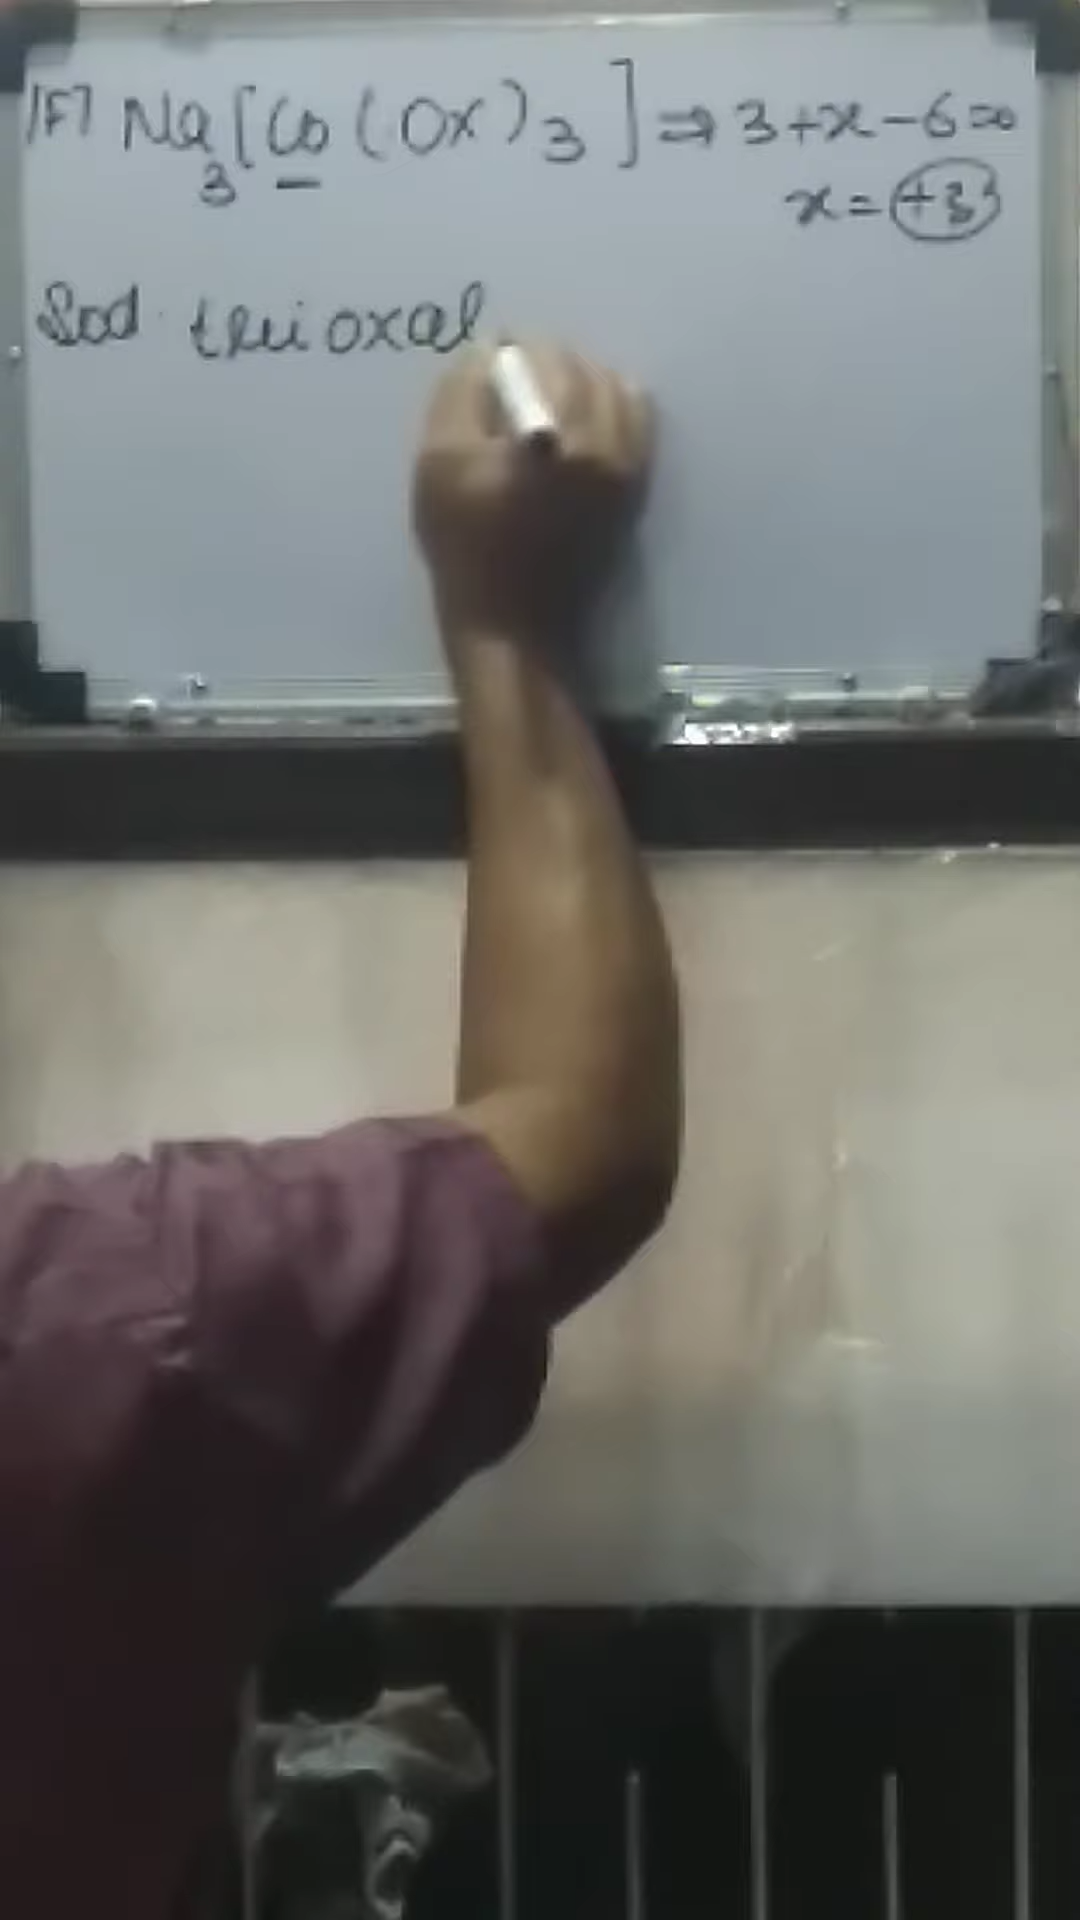 Na3[Co(Ox)3] ⇒ 3+x-6=0
x = +3
Sod. trioxal